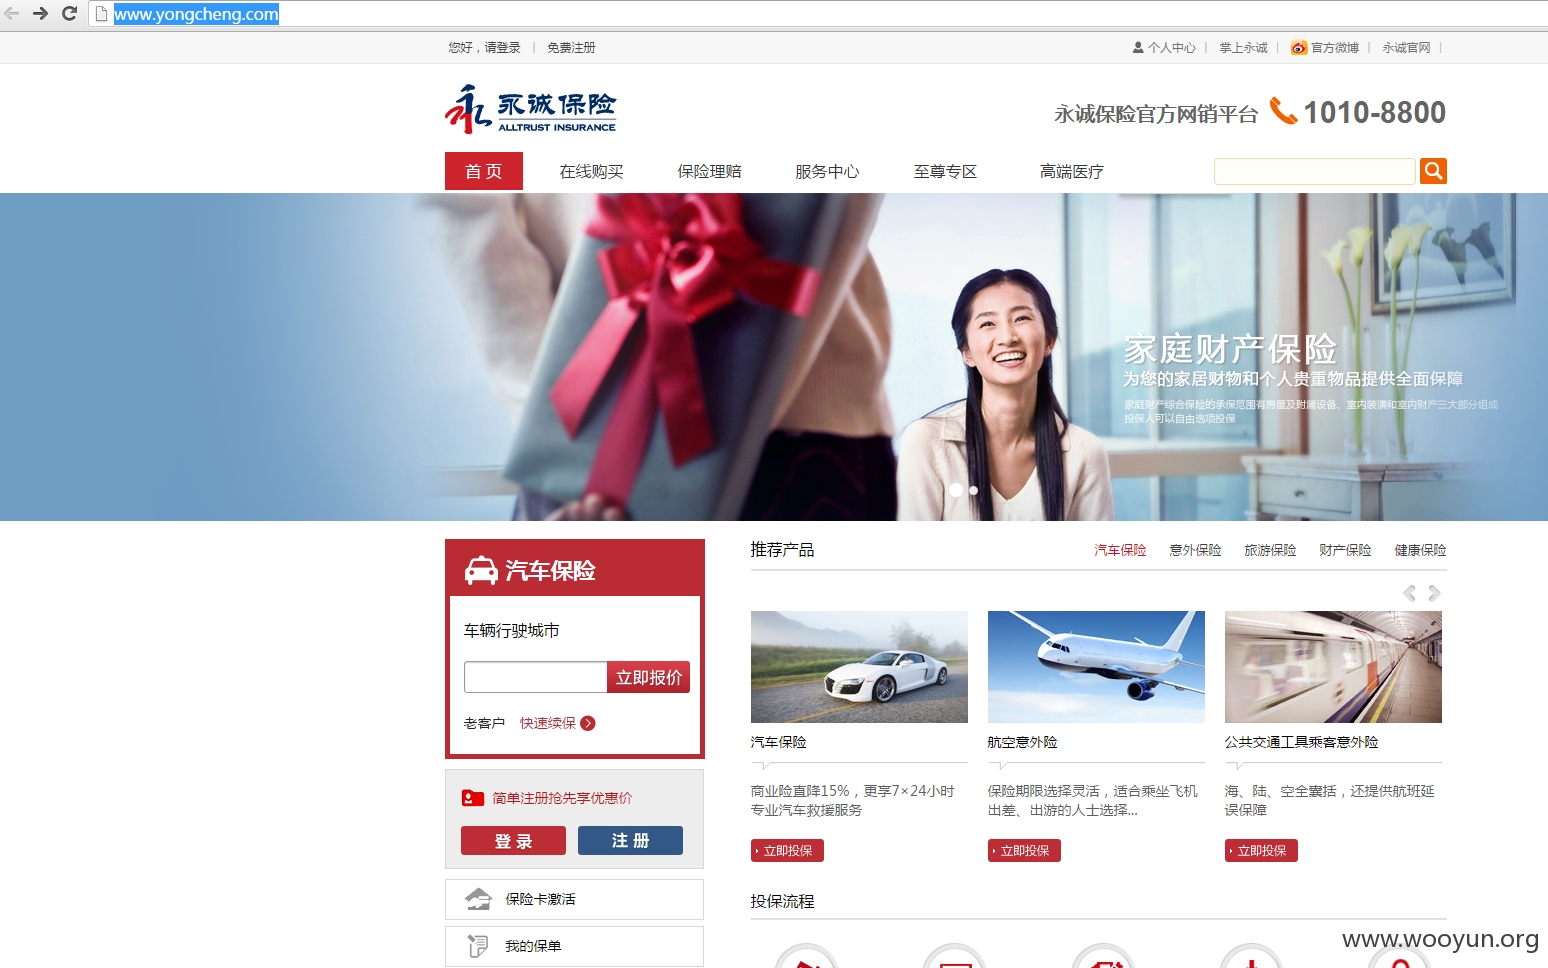 www.yongcheng.com
您好，请登录 | 免费注册
个人中心 | 掌上永诚 | 官方微博 | 永诚官网 |
永诚保险
ALLTRUST INSURANCE
永诚保险官方网销平台 1010-8800
首 页 在线购买 保险理赔 服务中心 至尊专区 高端医疗
家庭财产保险
为您的家居财物和个人贵重物品提供全面保障
家庭财产综合保险的承保范围有房屋及附属设备、室内装潢和室内财产三大部分组成
投保人可以自由选项投保
汽车保险
车辆行驶城市
立即报价
老客户 快速续保
简单注册抢先享优惠价
登 录 注 册
保险卡激活
我的保单
推荐产品 汽车保险 意外保险 旅游保险 财产保险 健康保险
汽车保险
商业险直降15%，更享7×24小时
专业汽车救援服务
立即投保
航空意外险
保险期限选择灵活，适合乘坐飞机
出差、出游的人士选择...
立即投保
公共交通工具乘客意外险
海、陆、空全囊括，还提供航班延
误保障
立即投保
投保流程
www.wooyun.org